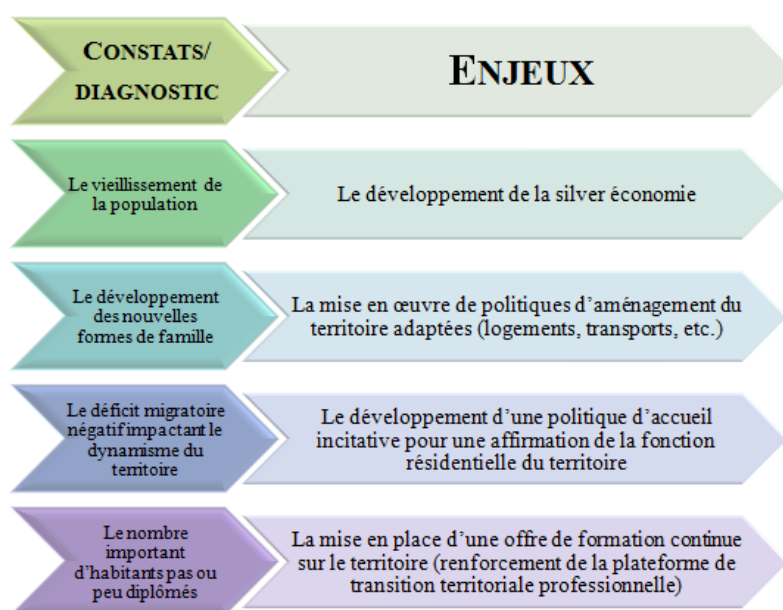 CONSTATS/
DIAGNOSTIC
ENJEUX
Le vieillissement de
la population
Le développement de la silver économie
Le développement
des nouvelles
formes de famille
La mise en œuvre de politiques d’aménagement du
territoire adaptées (logements, transports, etc.)
Le déficit migratoire
négatif impactant le
dynamisme du
territoire
Le développement d’une politique d’accueil
incitative pour une affirmation de la fonction
résidentielle du territoire
Le nombre
important
d’habitants pas ou
peu diplômés
La mise en place d’une offre de formation continue
sur le territoire (renforcement de la plateforme de
transition territoriale professionnelle)